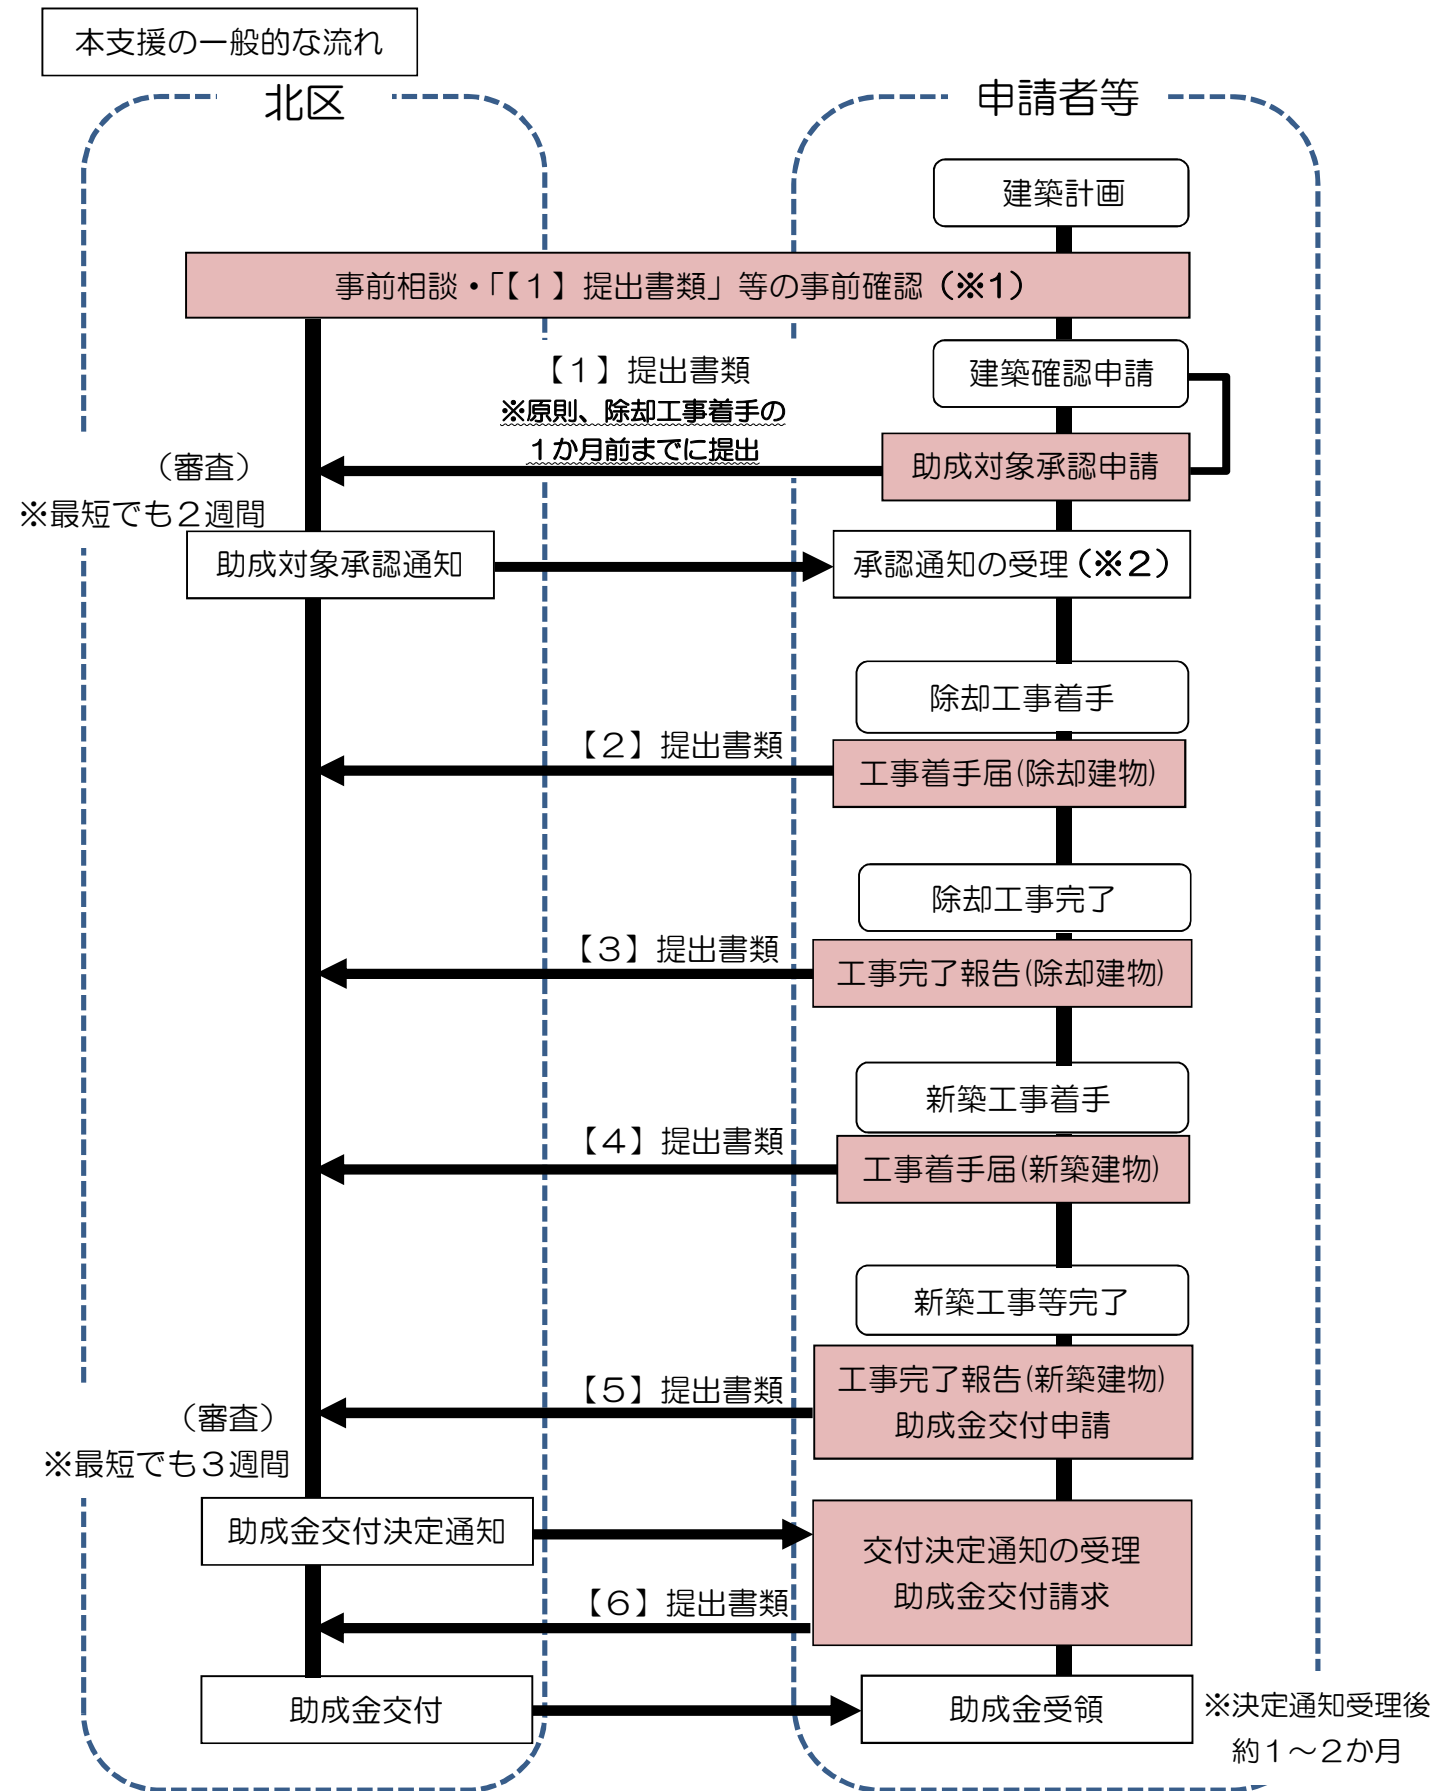 本支援の一般的な流れ
北区
申請者等
建築計画
事前相談・「【１】提出書類」等の事前確認（※１）
【１】提出書類
※原則、除却工事着手の
１か月前までに提出
建築確認申請
助成対象承認申請
（審査）
※最短でも２週間
助成対象承認通知
承認通知の受理（※２）
除却工事着手
【２】提出書類
工事着手届(除却建物)
除却工事完了
【３】提出書類
工事完了報告(除却建物)
新築工事着手
【４】提出書類
工事着手届(新築建物)
新築工事等完了
【５】提出書類
工事完了報告(新築建物)
助成金交付申請
（審査）
※最短でも３週間
助成金交付決定通知
交付決定通知の受理
助成金交付請求
【６】提出書類
助成金交付
助成金受領
※決定通知受理後
約１～２か月